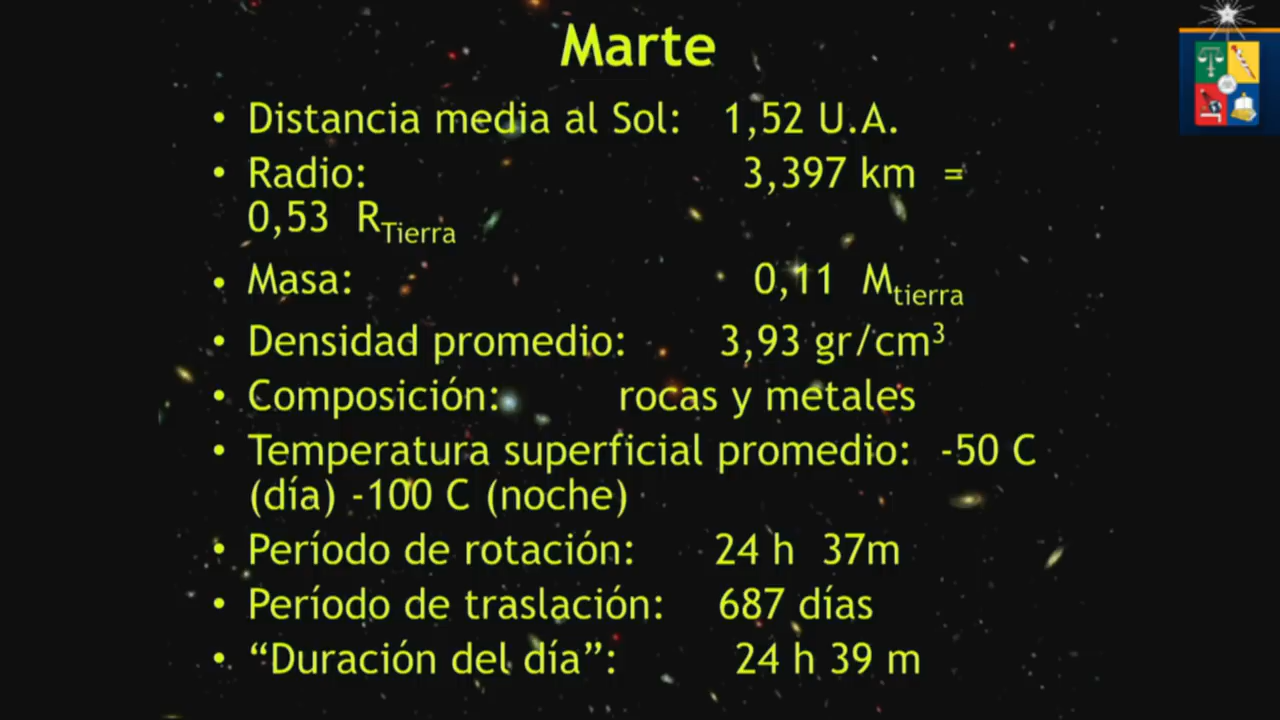 Marte
• Distancia media al Sol: 1,52 U.A.
• Radio: 3,397 km =
0,53 R_Tierra
• Masa: 0,11 M_tierra
• Densidad promedio: 3,93 gr/cm³
• Composición: rocas y metales
• Temperatura superficial promedio: -50 C
(día) -100 C (noche)
• Período de rotación: 24 h 37m
• Período de traslación: 687 días
• “Duración del día”: 24 h 39 m